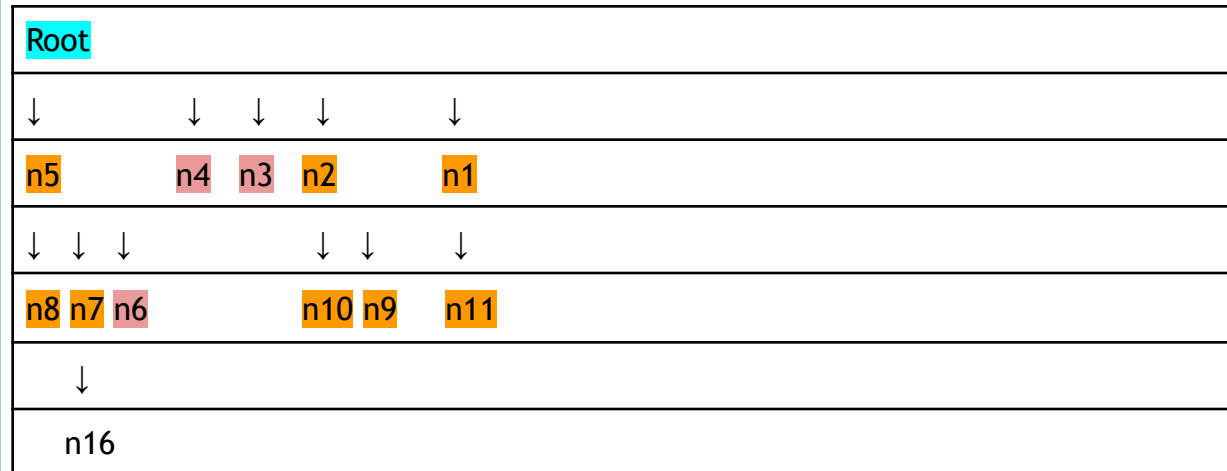 Root
↓ ↓ ↓ ↓ ↓
n5 n4 n3 n2 n1
↓ ↓ ↓ ↓ ↓ ↓
n8 n7 n6 n10 n9 n11
↓
n16